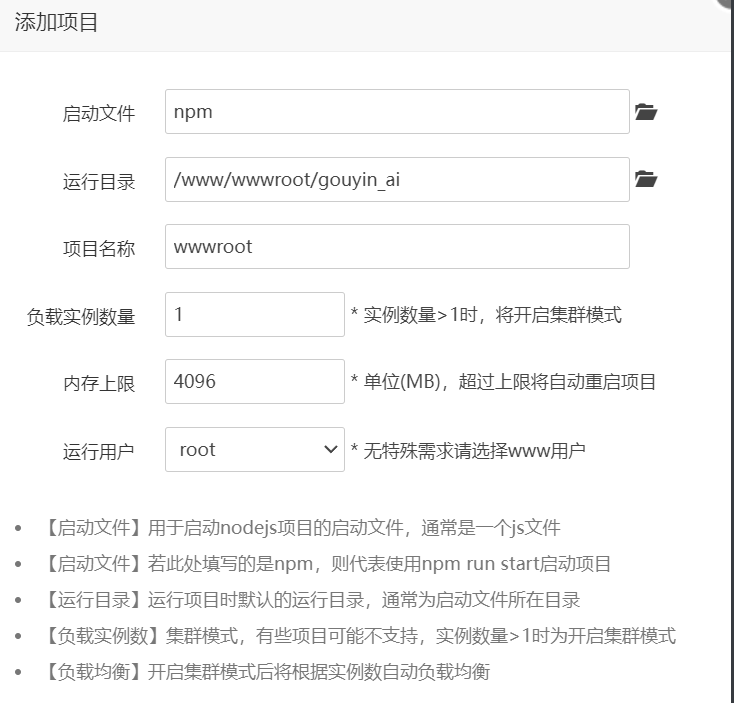 添加项目
启动文件 npm
运行目录 /www/wwwroot/gouyin_ai
项目名称 wwwroot
负载实例数量 1 * 实例数量>1时，将开启集群模式
内存上限 4096 * 单位(MB)，超过上限将自动重启项目
运行用户 root * 无特殊需求请选择www用户
• 【启动文件】用于启动nodejs项目的启动文件，通常是一个js文件
• 【启动文件】若此处填写的是npm，则代表使用npm run start启动项目
• 【运行目录】运行项目时默认的运行目录，通常为启动文件所在目录
• 【负载实例数】集群模式，有些项目可能不支持，实例数量>1时为开启集群模式
• 【负载均衡】开启集群模式后将根据实例数自动负载均衡